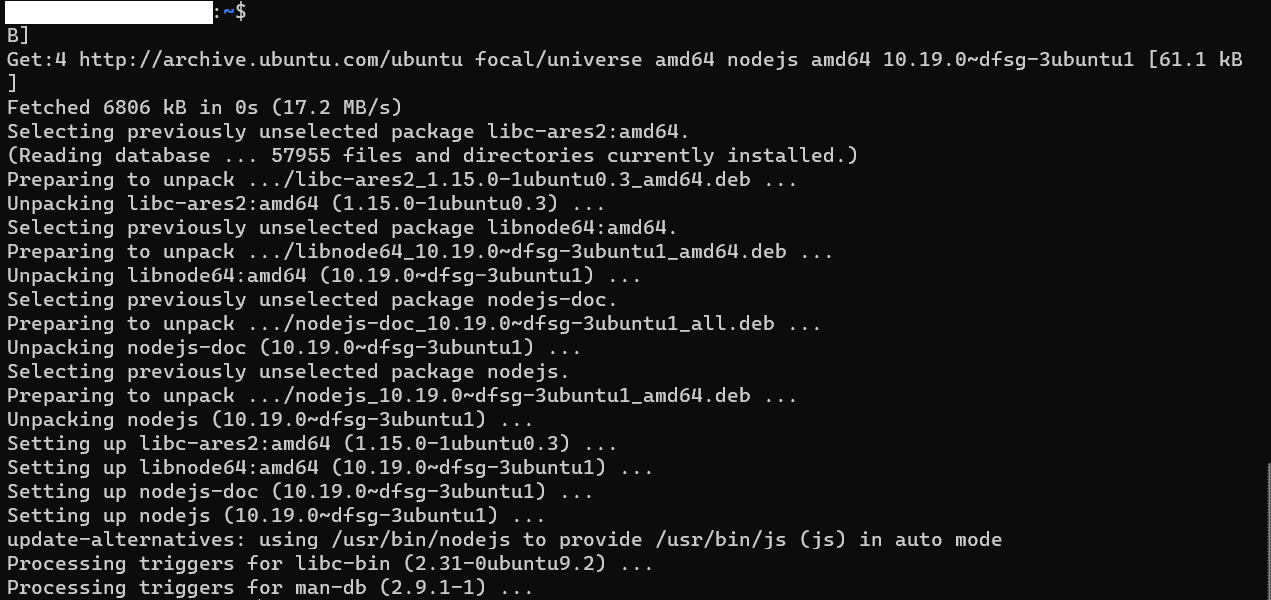 :~$
B]
Get:4 http://archive.ubuntu.com/ubuntu focal/universe amd64 nodejs amd64 10.19.0~dfsg-3ubuntu1 [61.1 kB
]
Fetched 6806 kB in 0s (17.2 MB/s)
Selecting previously unselected package libc-ares2:amd64.
(Reading database ... 57955 files and directories currently installed.)
Preparing to unpack .../libc-ares2_1.15.0-1ubuntu0.3_amd64.deb ...
Unpacking libc-ares2:amd64 (1.15.0-1ubuntu0.3) ...
Selecting previously unselected package libnode64:amd64.
Preparing to unpack .../libnode64_10.19.0~dfsg-3ubuntu1_amd64.deb ...
Unpacking libnode64:amd64 (10.19.0~dfsg-3ubuntu1) ...
Selecting previously unselected package nodejs-doc.
Preparing to unpack .../nodejs-doc_10.19.0~dfsg-3ubuntu1_all.deb ...
Unpacking nodejs-doc (10.19.0~dfsg-3ubuntu1) ...
Selecting previously unselected package nodejs.
Preparing to unpack .../nodejs_10.19.0~dfsg-3ubuntu1_amd64.deb ...
Unpacking nodejs (10.19.0~dfsg-3ubuntu1) ...
Setting up libc-ares2:amd64 (1.15.0-1ubuntu0.3) ...
Setting up libnode64:amd64 (10.19.0~dfsg-3ubuntu1) ...
Setting up nodejs-doc (10.19.0~dfsg-3ubuntu1) ...
Setting up nodejs (10.19.0~dfsg-3ubuntu1) ...
update-alternatives: using /usr/bin/nodejs to provide /usr/bin/js (js) in auto mode
Processing triggers for libc-bin (2.31-0ubuntu9.2) ...
Processing triggers for man-db (2.9.1-1) ...